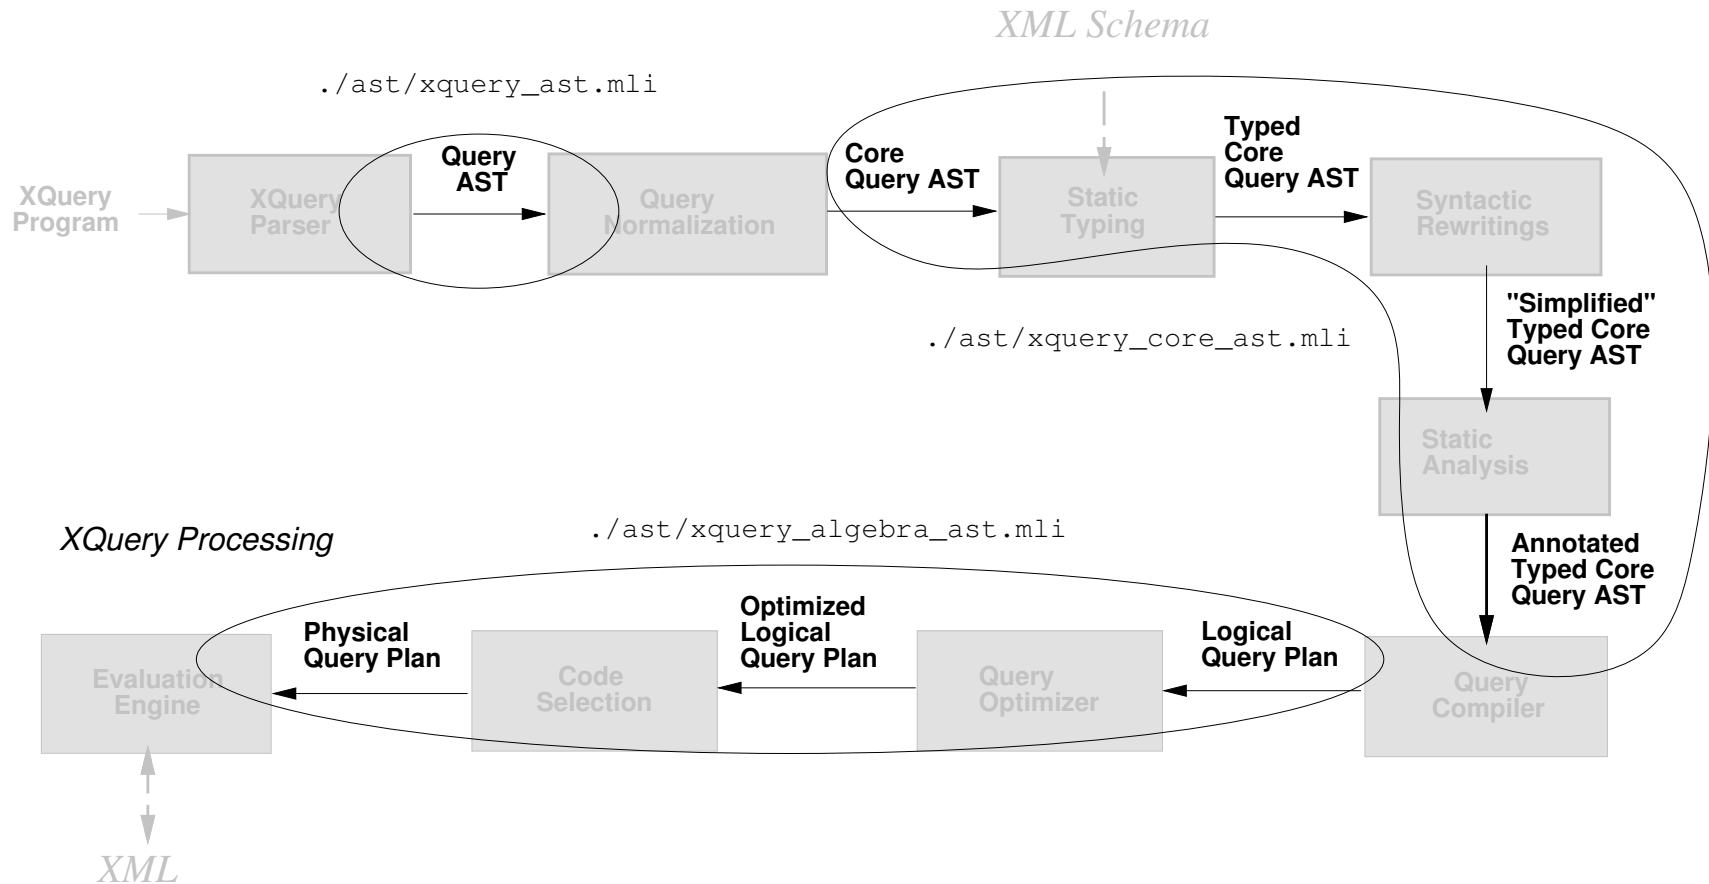 XML Schema
./ast/xquery_ast.mli
XQuery
Program
XQuery
Parser
Query
AST
Query
Normalization
Core
Query AST
Static
Typing
Typed
Core
Query AST
Syntactic
Rewritings
"Simplified"
Typed Core
Query AST
./ast/xquery_core_ast.mli
Static
Analysis
Annotated
Typed Core
Query AST
XQuery Processing
./ast/xquery_algebra_ast.mli
Evaluation
Engine
Physical
Query Plan
Code
Selection
Optimized
Logical
Query Plan
Query
Optimizer
Logical
Query Plan
Query
Compiler
XML